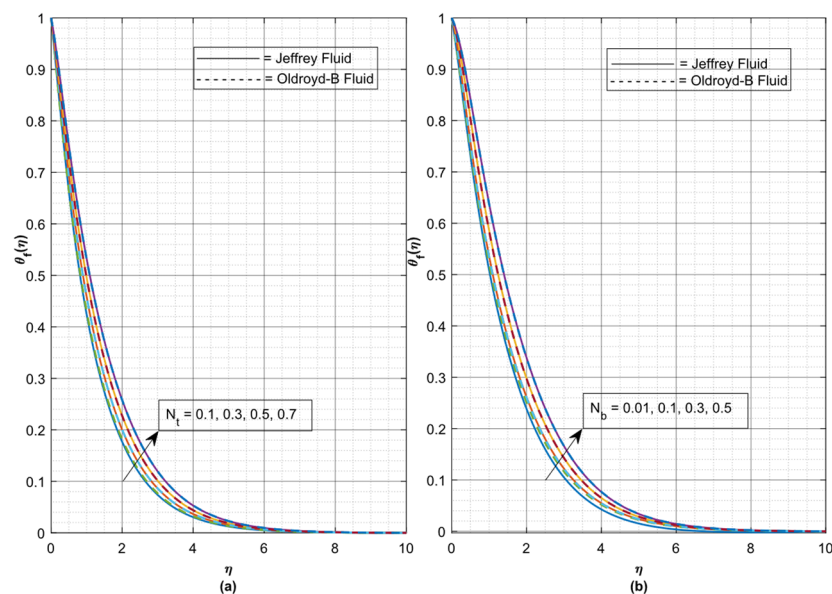 1
0.9
0.8
0.7
0.6
0.5
0.4
0.3
0.2
0.1
0
θf(η)
= Jeffrey Fluid
= Oldroyd-B Fluid
Nt = 0.1, 0.3, 0.5, 0.7
0 2 4 6 8 10
η
(a)
1
0.9
0.8
0.7
0.6
0.5
0.4
0.3
0.2
0.1
0
θf(η)
= Jeffrey Fluid
= Oldroyd-B Fluid
Nb = 0.01, 0.1, 0.3, 0.5
0 2 4 6 8 10
η
(b)